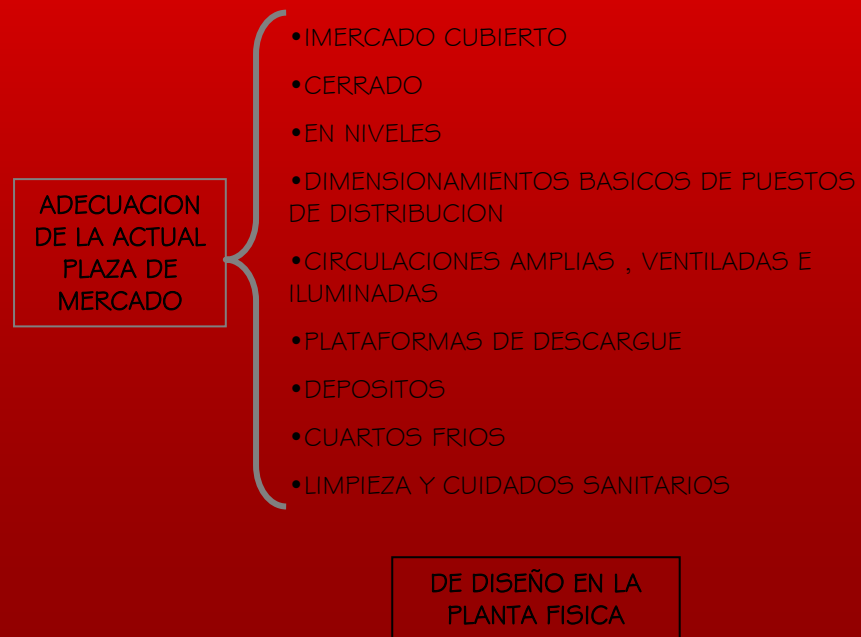 ADECUACION
DE LA ACTUAL
PLAZA DE
MERCADO
•IMERCADO CUBIERTO
•CERRADO
•EN NIVELES
•DIMENSIONAMIENTOS BASICOS DE PUESTOS
DE DISTRIBUCION
•CIRCULACIONES AMPLIAS , VENTILADAS E
ILUMINADAS
•PLATAFORMAS DE DESCARGUE
•DEPOSITOS
•CUARTOS FRIOS
•LIMPIEZA Y CUIDADOS SANITARIOS
DE DISEÑO EN LA
PLANTA FISICA